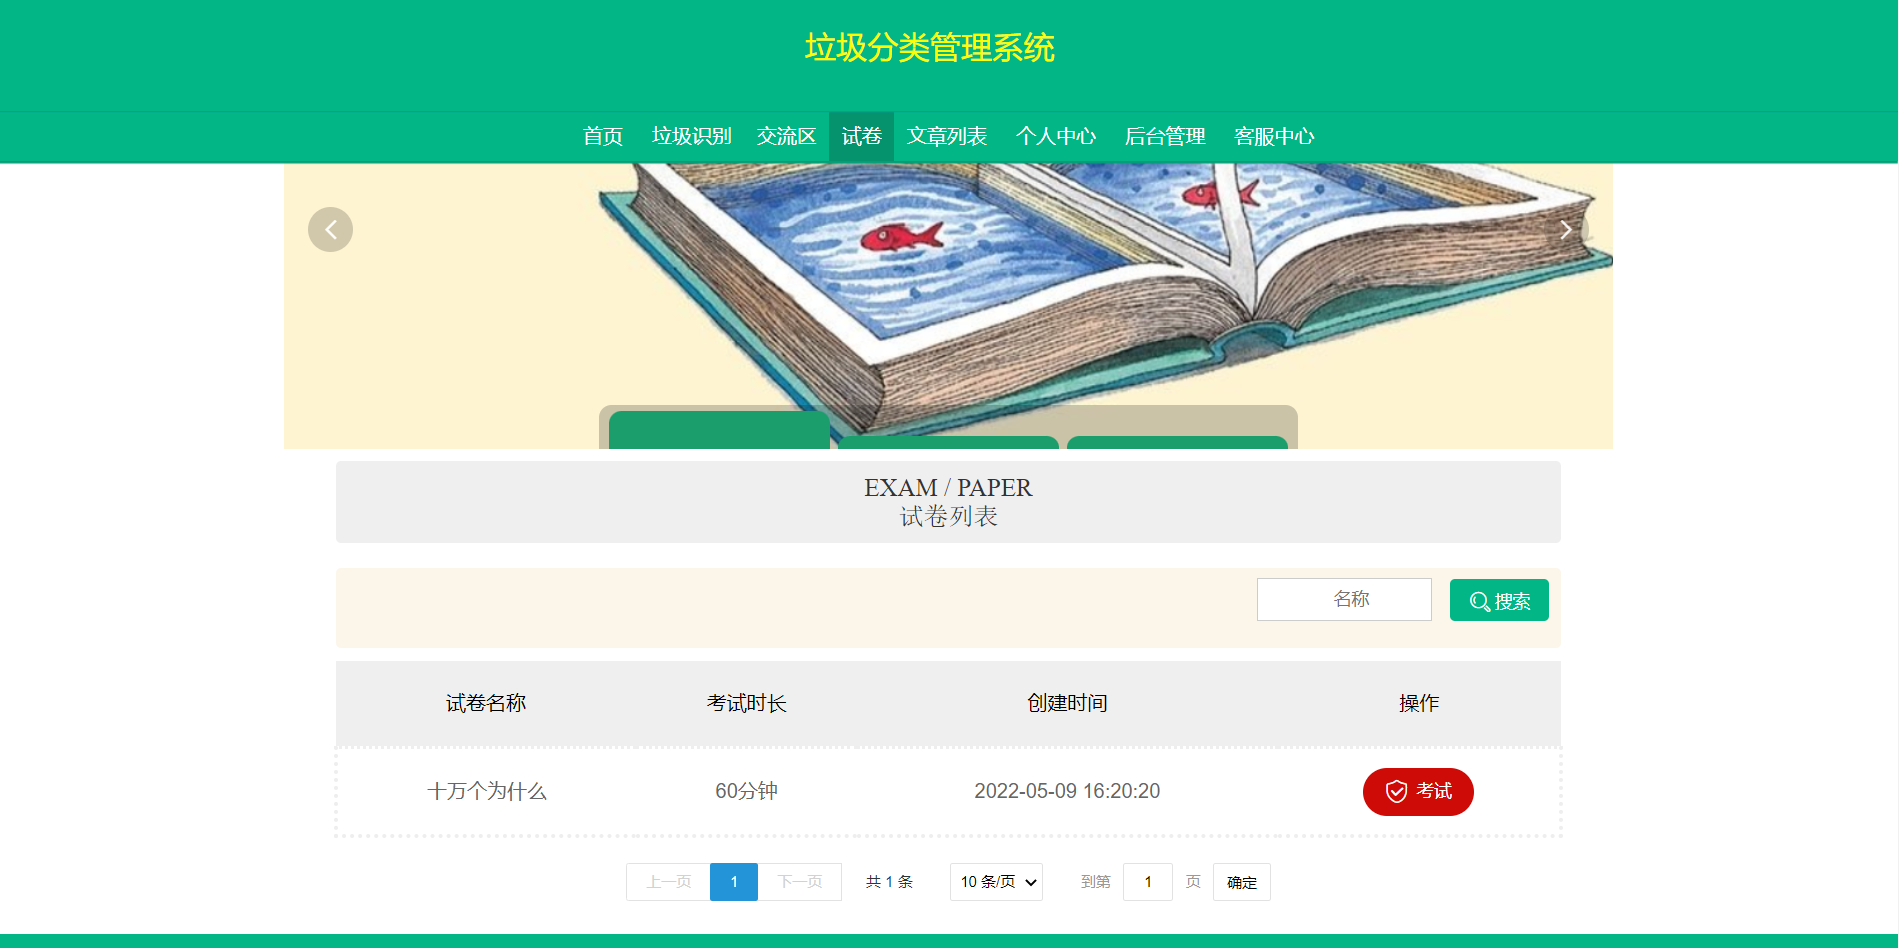 垃圾分类管理系统
首页 垃圾识别 交流区 试卷 文章列表 个人中心 后台管理 客服中心
EXAM / PAPER
试卷列表
名称 搜索
试卷名称 考试时长 创建时间 操作
十万个为什么 60分钟 2022-05-09 16:20:20 考试
上一页 1 下一页 共 1 条 10 条/页 到第 1 页 确定